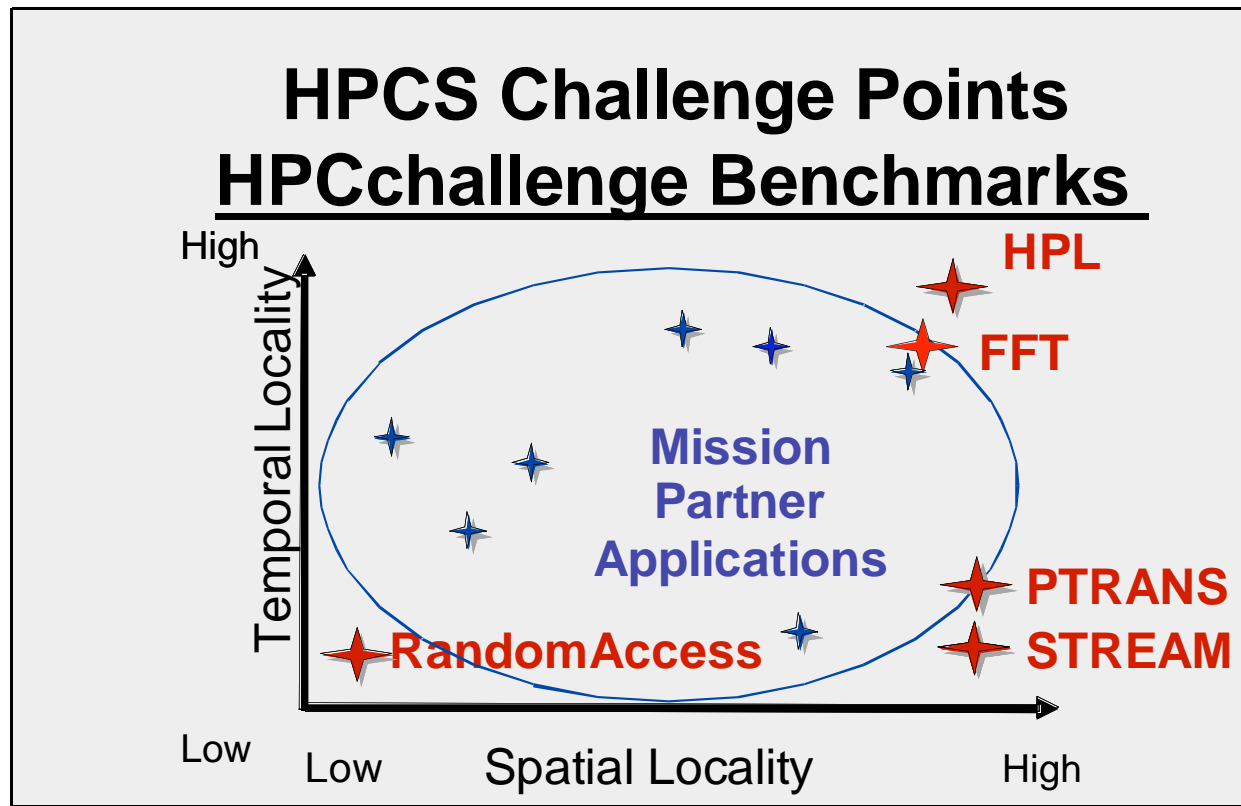 HPCS Challenge Points
HPCchallenge Benchmarks
High
HPL
FFT
Temporal Locality
Mission
Partner
Applications
PTRANS
RandomAccess
STREAM
Low
Low
Spatial Locality
High